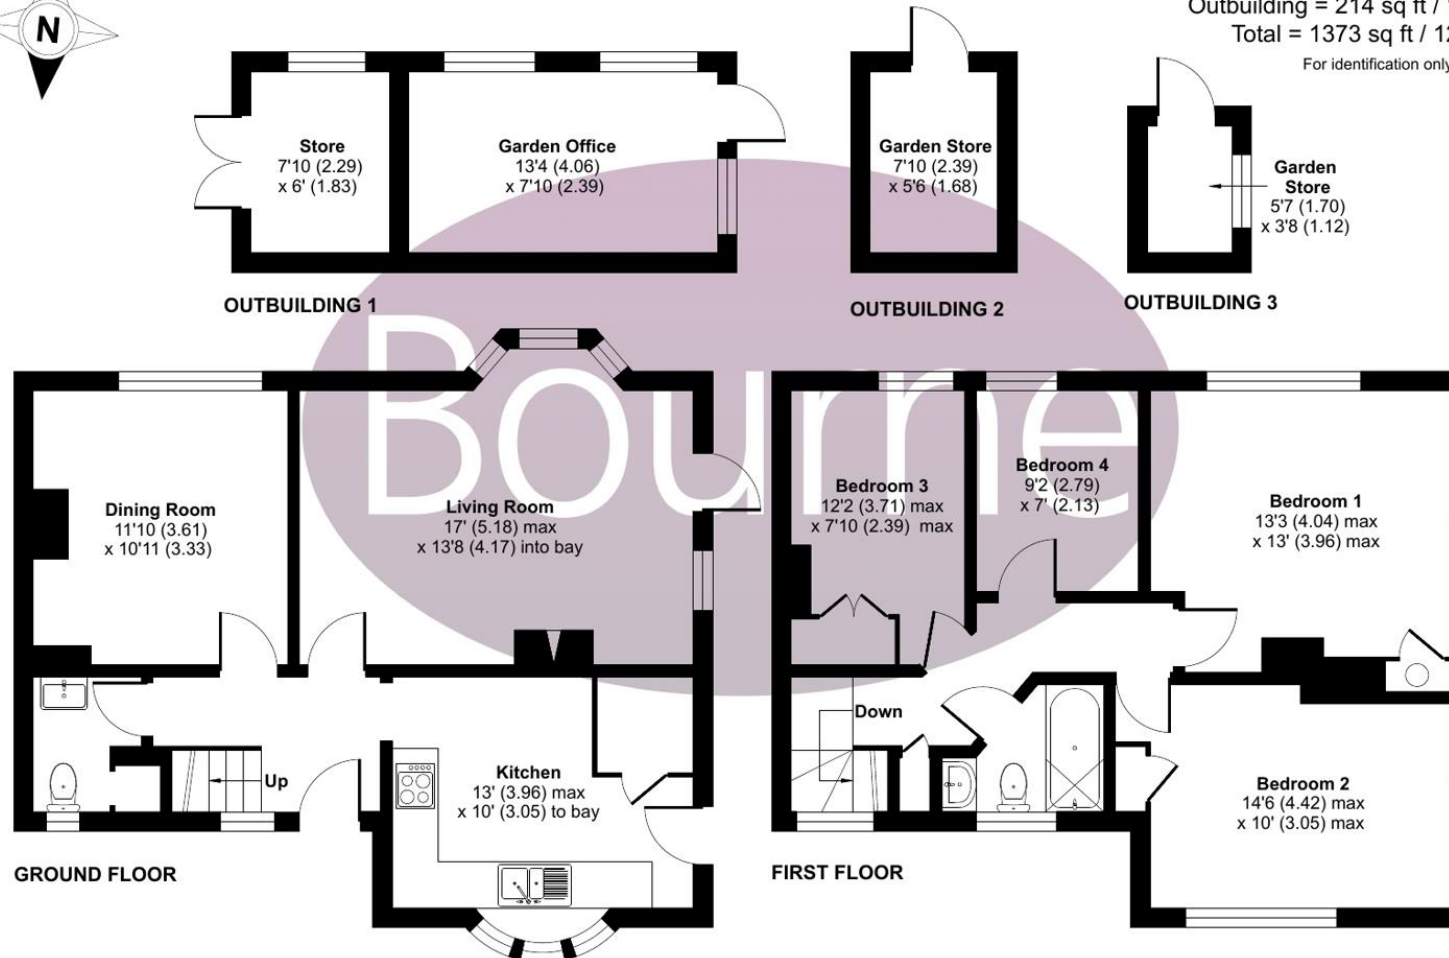 N
Outbuilding = 214 sq ft /
Total = 1373 sq ft /
For identification only
Store
7'10 (2.29)
x 6' (1.83)
Garden Office
13'4 (4.06)
x 7'10 (2.39)
Garden Store
7'10 (2.39)
x 5'6 (1.68)
Garden
Store
5'7 (1.70)
x 3'8 (1.12)
OUTBUILDING 1
OUTBUILDING 2
OUTBUILDING 3
Bourne
Dining Room
11'10 (3.61)
x 10'11 (3.33)
Living Room
17' (5.18) max
x 13'8 (4.17) into bay
Bedroom 3
12'2 (3.71) max
x 7'10 (2.39) max
Bedroom 4
9'2 (2.79)
x 7' (2.13)
Bedroom 1
13'3 (4.04) max
x 13' (3.96) max
Up
Kitchen
13' (3.96) max
x 10' (3.05) to bay
Down
Bedroom 2
14'6 (4.42) max
x 10' (3.05) max
GROUND FLOOR
FIRST FLOOR